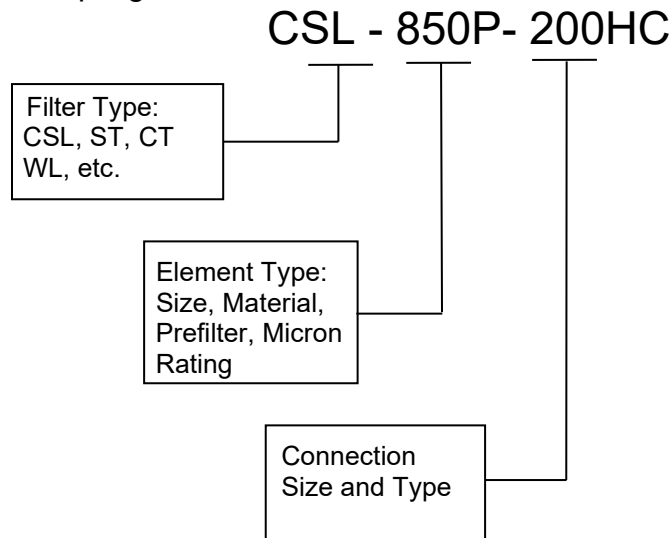 CSL - 850P- 200HC
Filter Type:
CSL, ST, CT
WL, etc.
Element Type:
Size, Material,
Prefilter, Micron
Rating
Connection
Size and Type